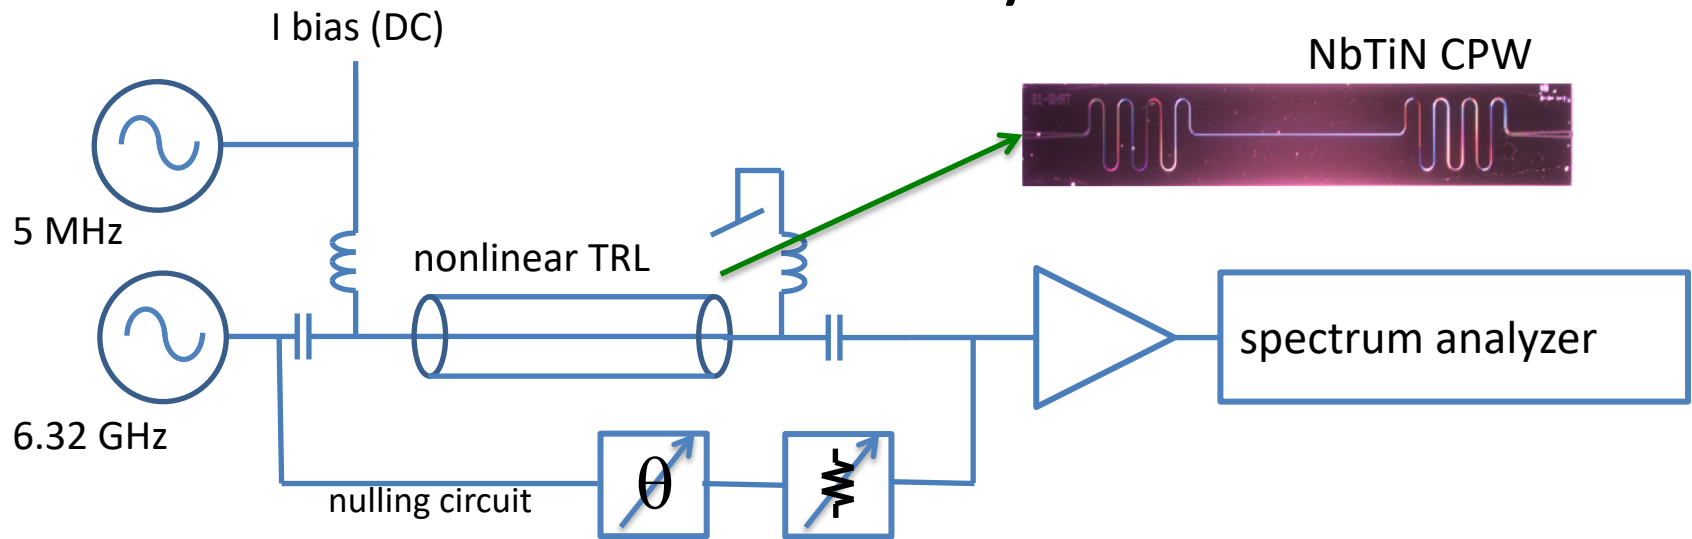 I bias (DC)
NbTiN CPW
5 MHz
nonlinear TRL
6.32 GHz
spectrum analyzer
θ
nulling circuit